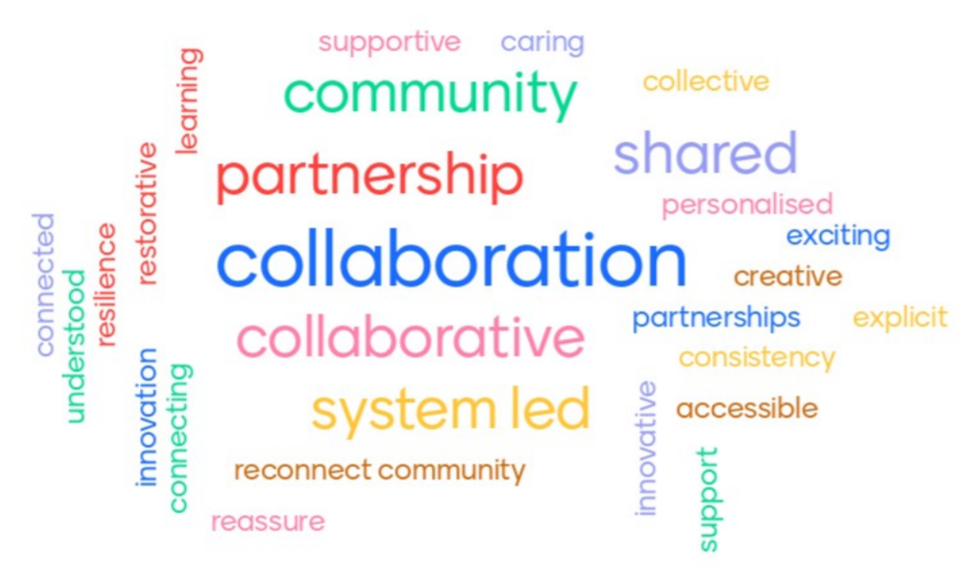 supportive
caring
community
collective
learning
shared
partnership
restorative
personalised
connected
resilience
exciting
collaboration
creative
understood
partnerships
explicit
collaborative
consistency
innovation
connecting
system led
innovative
accessible
reconnect community
support
reassure